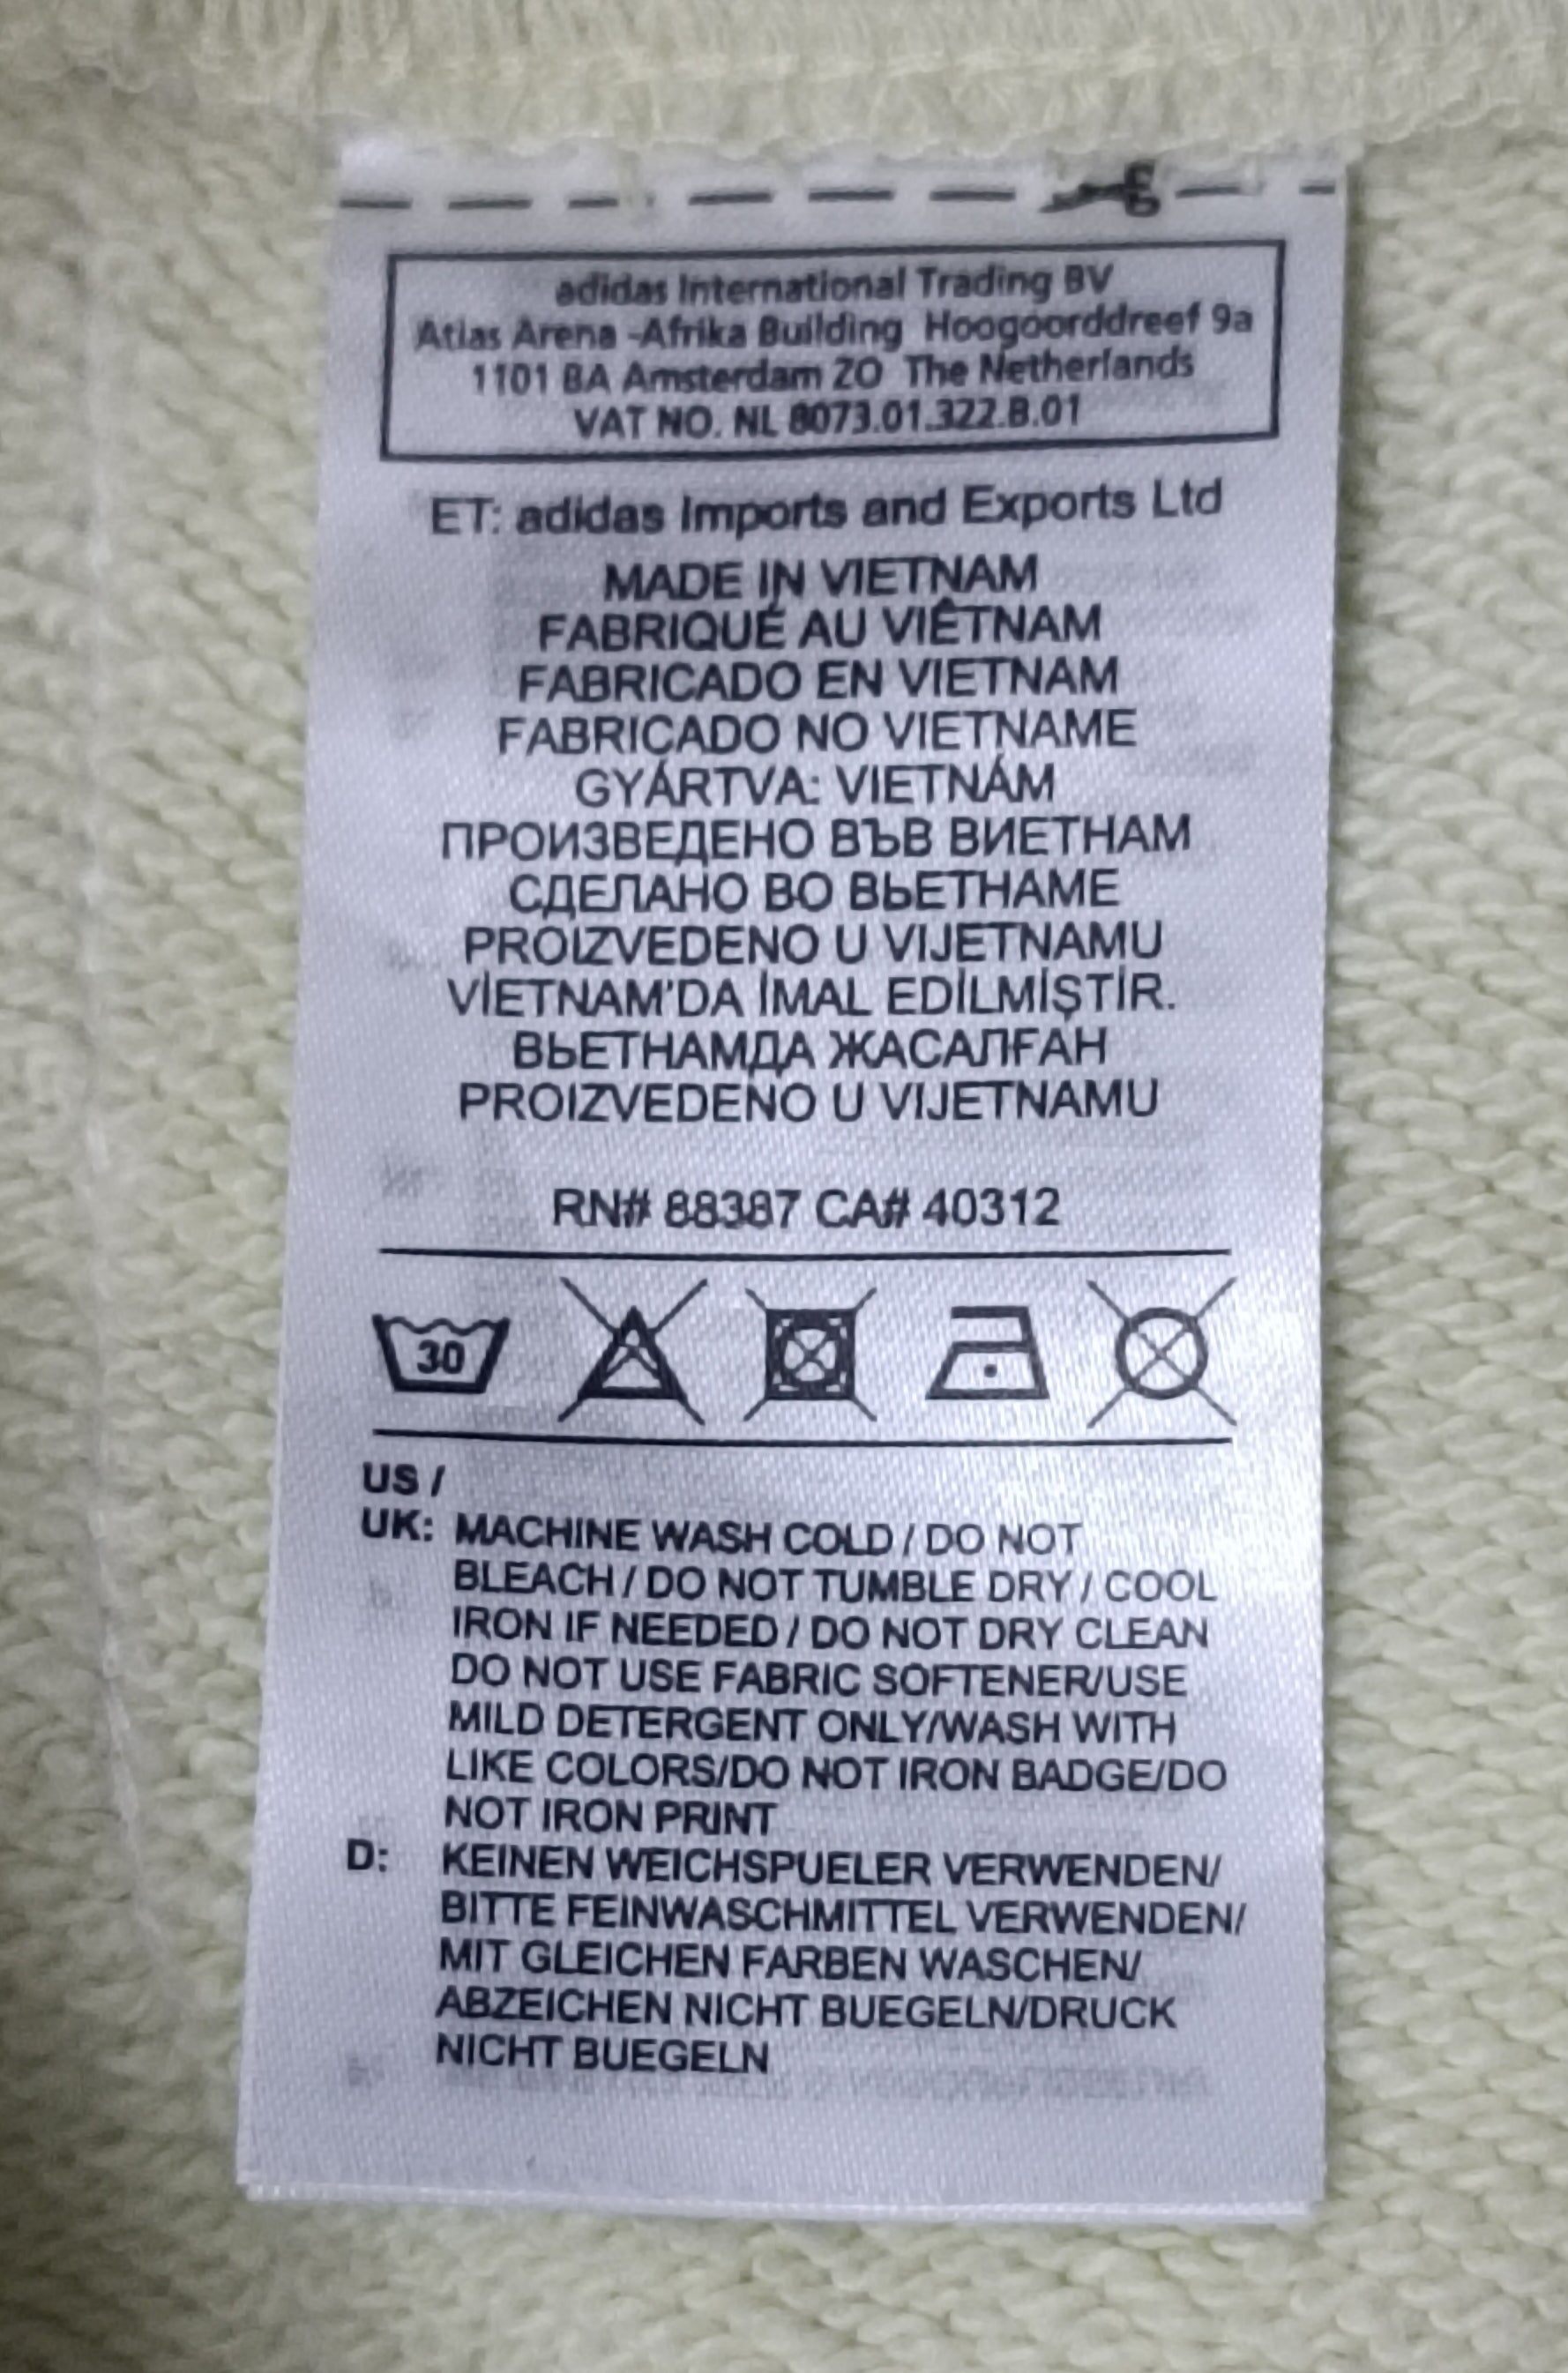 adidas International Trading BV
Atlas Arena -Afrika Building Hoogoorddreef 9a
1101 BA Amsterdam ZO The Netherlands
VAT NO. NL 8073.01.322.B.01
ET: adidas Imports and Exports Ltd
MADE IN VIETNAM
FABRIQUÉ AU VIÊTNAM
FABRICADO EN VIETNAM
FABRICADO NO VIETNAME
GYÁRTVA: VIETNÁM
ПРОИЗВЕДЕНО ВЪВ ВИЕТНАМ
СДЕЛАНО ВО ВЬЕТНАМЕ
PROIZVEDENO U VIJETNAMU
VİETNAM'DA İMAL EDİLMİŞTİR.
ВЬЕТНАМДА ЖАСАЛҒАН
PROIZVEDENO U VIJETNAMU
RN# 88387 CA# 40312
30
US /
UK: MACHINE WASH COLD / DO NOT
BLEACH / DO NOT TUMBLE DRY / COOL
IRON IF NEEDED / DO NOT DRY CLEAN
DO NOT USE FABRIC SOFTENER/USE
MILD DETERGENT ONLY/WASH WITH
LIKE COLORS/DO NOT IRON BADGE/DO
NOT IRON PRINT
D: KEINEN WEICHSPUELER VERWENDEN/
BITTE FEINWASCHMITTEL VERWENDEN/
MIT GLEICHEN FARBEN WASCHEN/
ABZEICHEN NICHT BUEGELN/DRUCK
NICHT BUEGELN